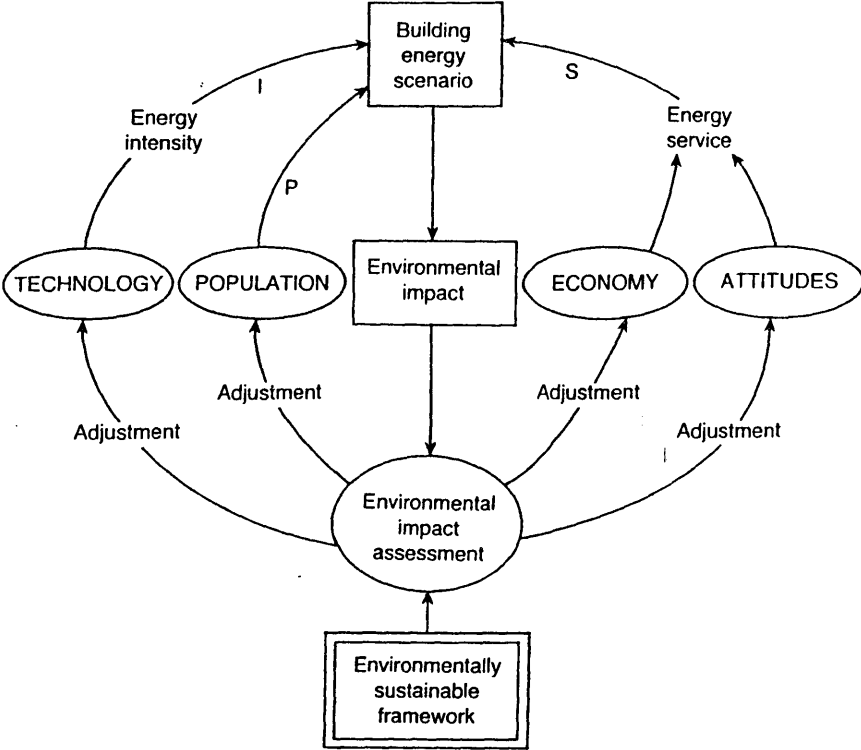 Building
energy
scenario
I
S
Energy
intensity
Energy
service
P
TECHNOLOGY
POPULATION
Environmental
impact
ECONOMY
ATTITUDES
Adjustment
Adjustment
Adjustment
Adjustment
Environmental
impact
assessment
Environmentally
sustainable
framework